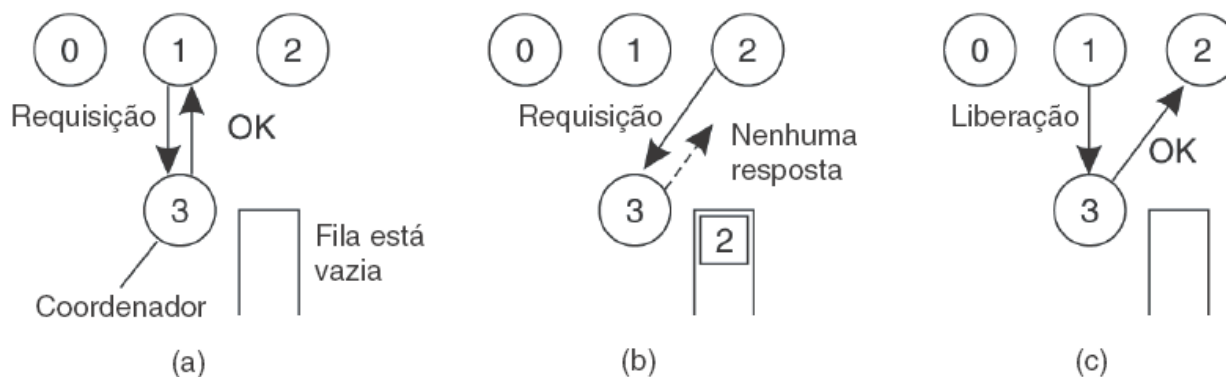 0 1 2
Requisição
OK
3
Fila está
vazia
Coordenador
(a)
0 1 2
Requisição
Nenhuma
resposta
3
2
(b)
0 1 2
Liberação
OK
3
(c)